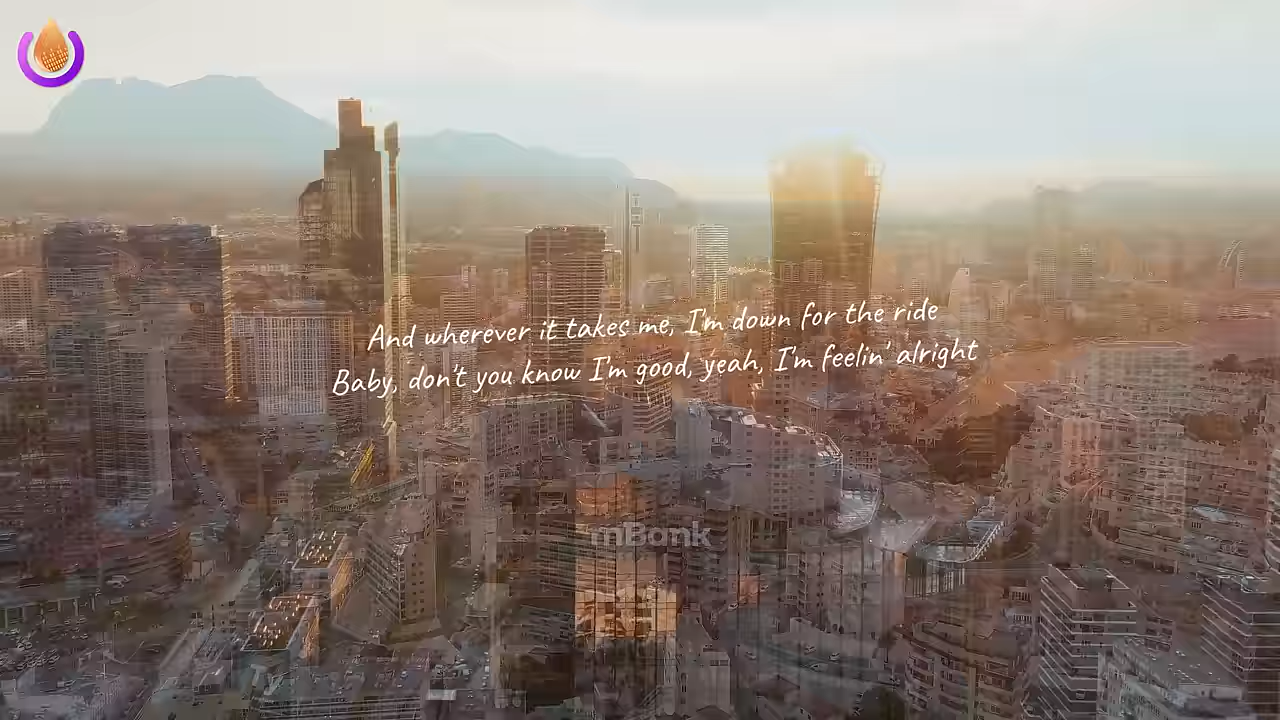 And wherever it takes me, I'm down for the ride
Baby, don't you know I'm good, yeah, I'm feelin' alright
mBank